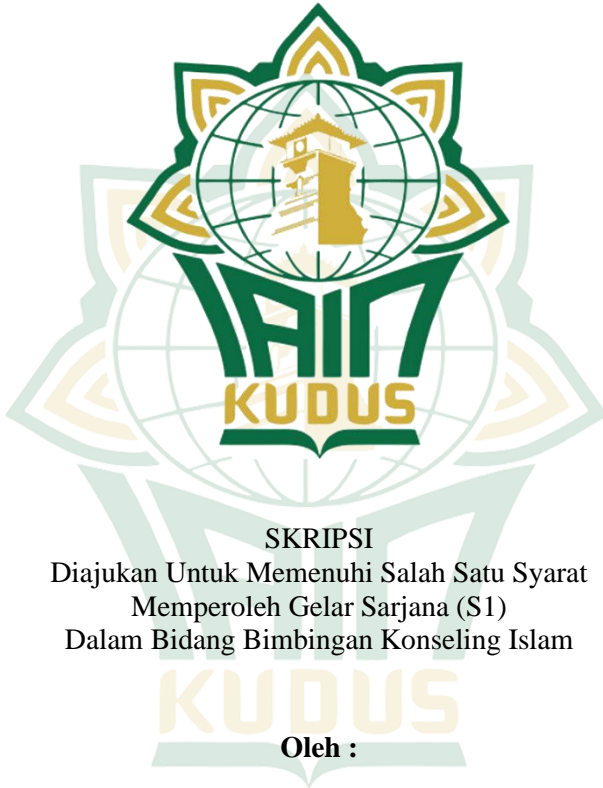 IAIN
KUDUS
SKRIPSI
Diajukan Untuk Memenuhi Salah Satu Syarat
Memperoleh Gelar Sarjana (S1)
Dalam Bidang Bimbingan Konseling Islam
KUDUS
Oleh :